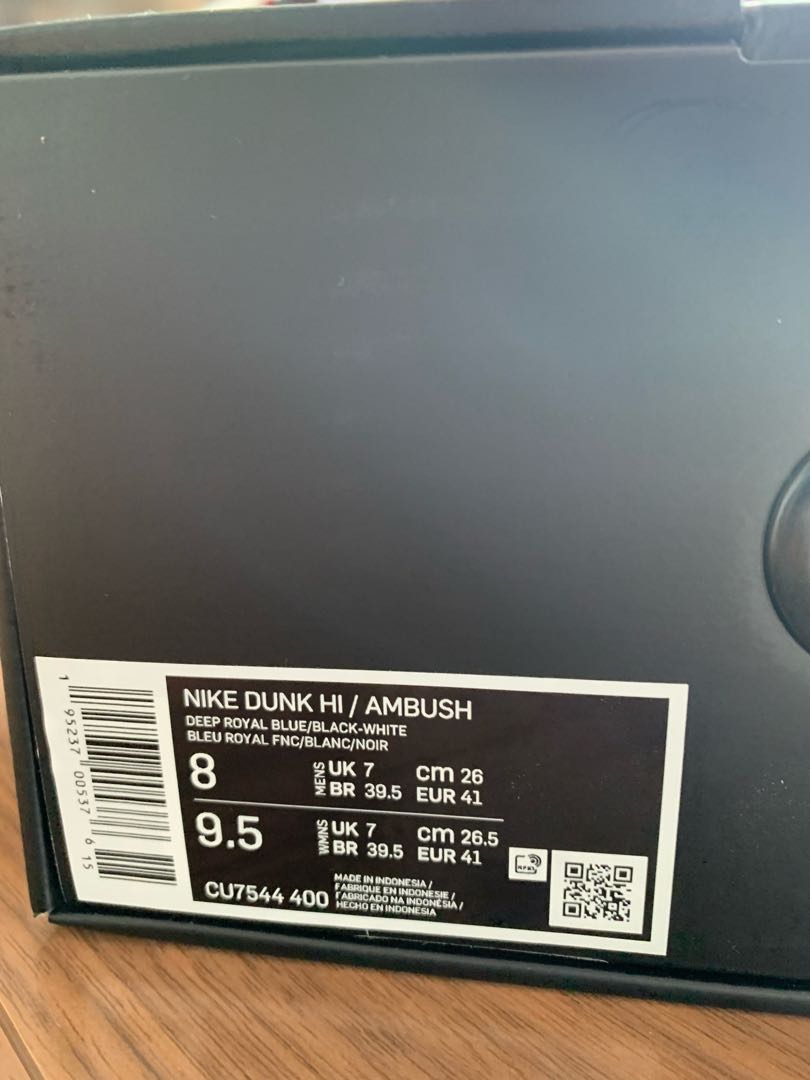 NIKE DUNK HI / AMBUSH
DEEP ROYAL BLUE/BLACK-WHITE
BLEU ROYAL FNC/BLANC/NOIR
8 MENS UK 7 cm 26
BR 39.5 EUR 41
9.5 WMNS UK 7 cm 26.5
BR 39.5 EUR 41
CU7544 400
MADE IN INDONESIA /
FABRIQUE EN INDONESIE /
FABRICADO NA INDONÉSIA /
HECHO EN INDONESIA
1 95237 00537 6 15